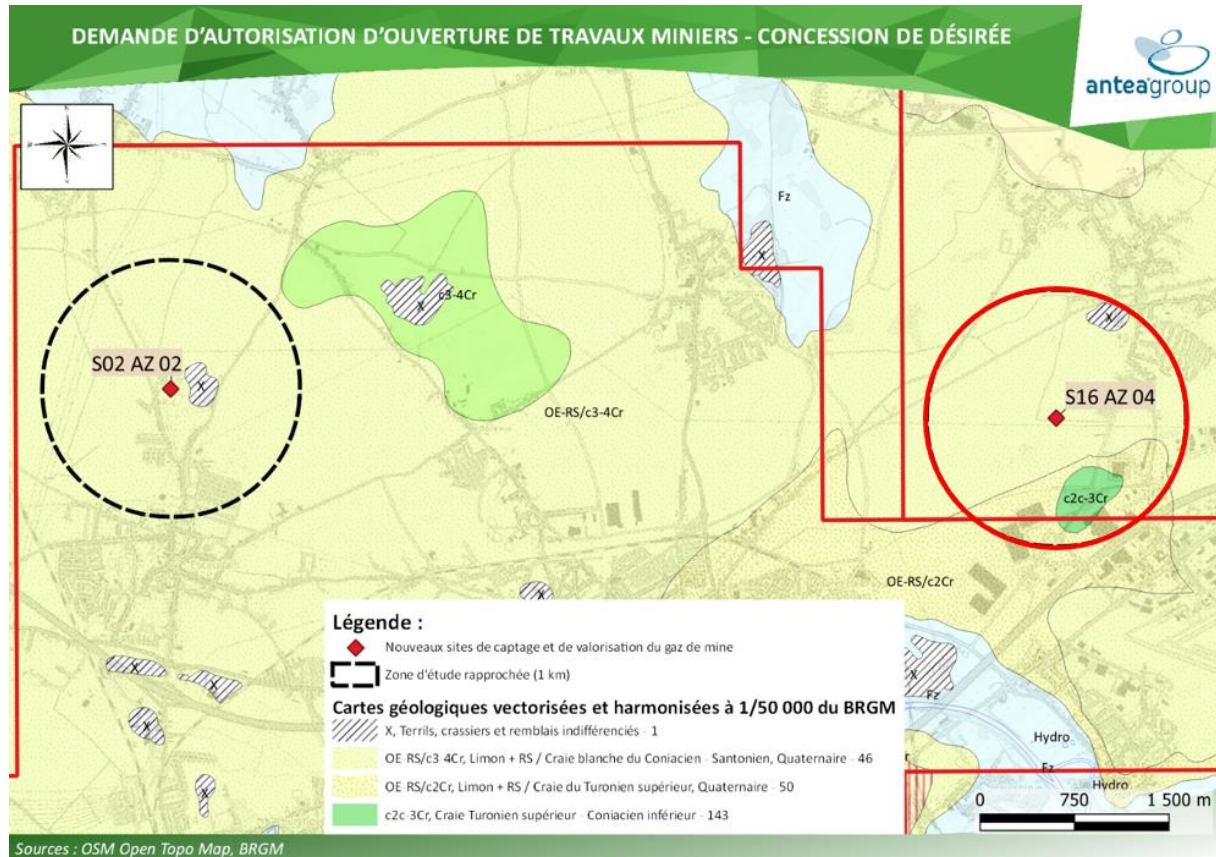 DEMANDE D'AUTORISATION D'OUVERTURE DE TRAVAUX MINIERS - CONCESSION DE DÉSIRÉE
anteagroup
Fz
X
c3-4Cr
X
X
S02 AZ 02
X
S16 AZ 04
OE-RS/c3-4Cr
c2c-3Cr
OE-RS/c2Cr
X
X
X
X
X
X
Fz
Hydro
Fz
Hydro
Légende :
Nouveaux sites de captage et de valorisation du gaz de mine
Zone d'étude rapprochée (1 km)
Cartes géologiques vectorisées et harmonisées à 1/50 000 du BRGM
X, Terrils, crassiers et remblais indifférenciés - 1
OE RS/c3 4Cr, Limon + RS / Craie blanche du Coniacien - Santonien, Quaternaire - 46
OE RS/c2Cr, Limon + RS / Craie du Turonien supérieur, Quaternaire - 50
c2c-3Cr, Craie Turonien supérieur - Coniacien inférieur - 143
0 750 1 500 m
Sources : OSM Open Topo Map, BRGM